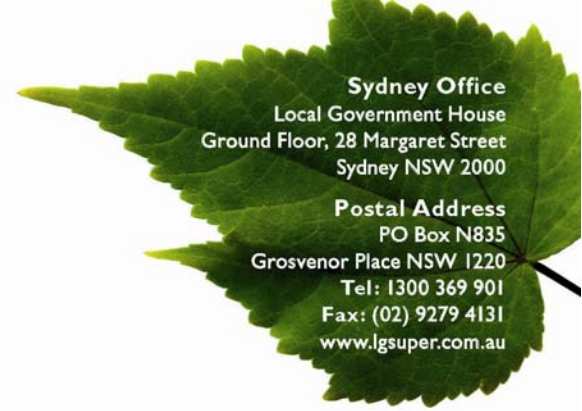 Sydney Office
Local Government House
Ground Floor, 28 Margaret Street
Sydney NSW 2000
Postal Address
PO Box N835
Grosvenor Place NSW 1220
Tel: 1300 369 901
Fax: (02) 9279 4131
www.lgsuper.com.au